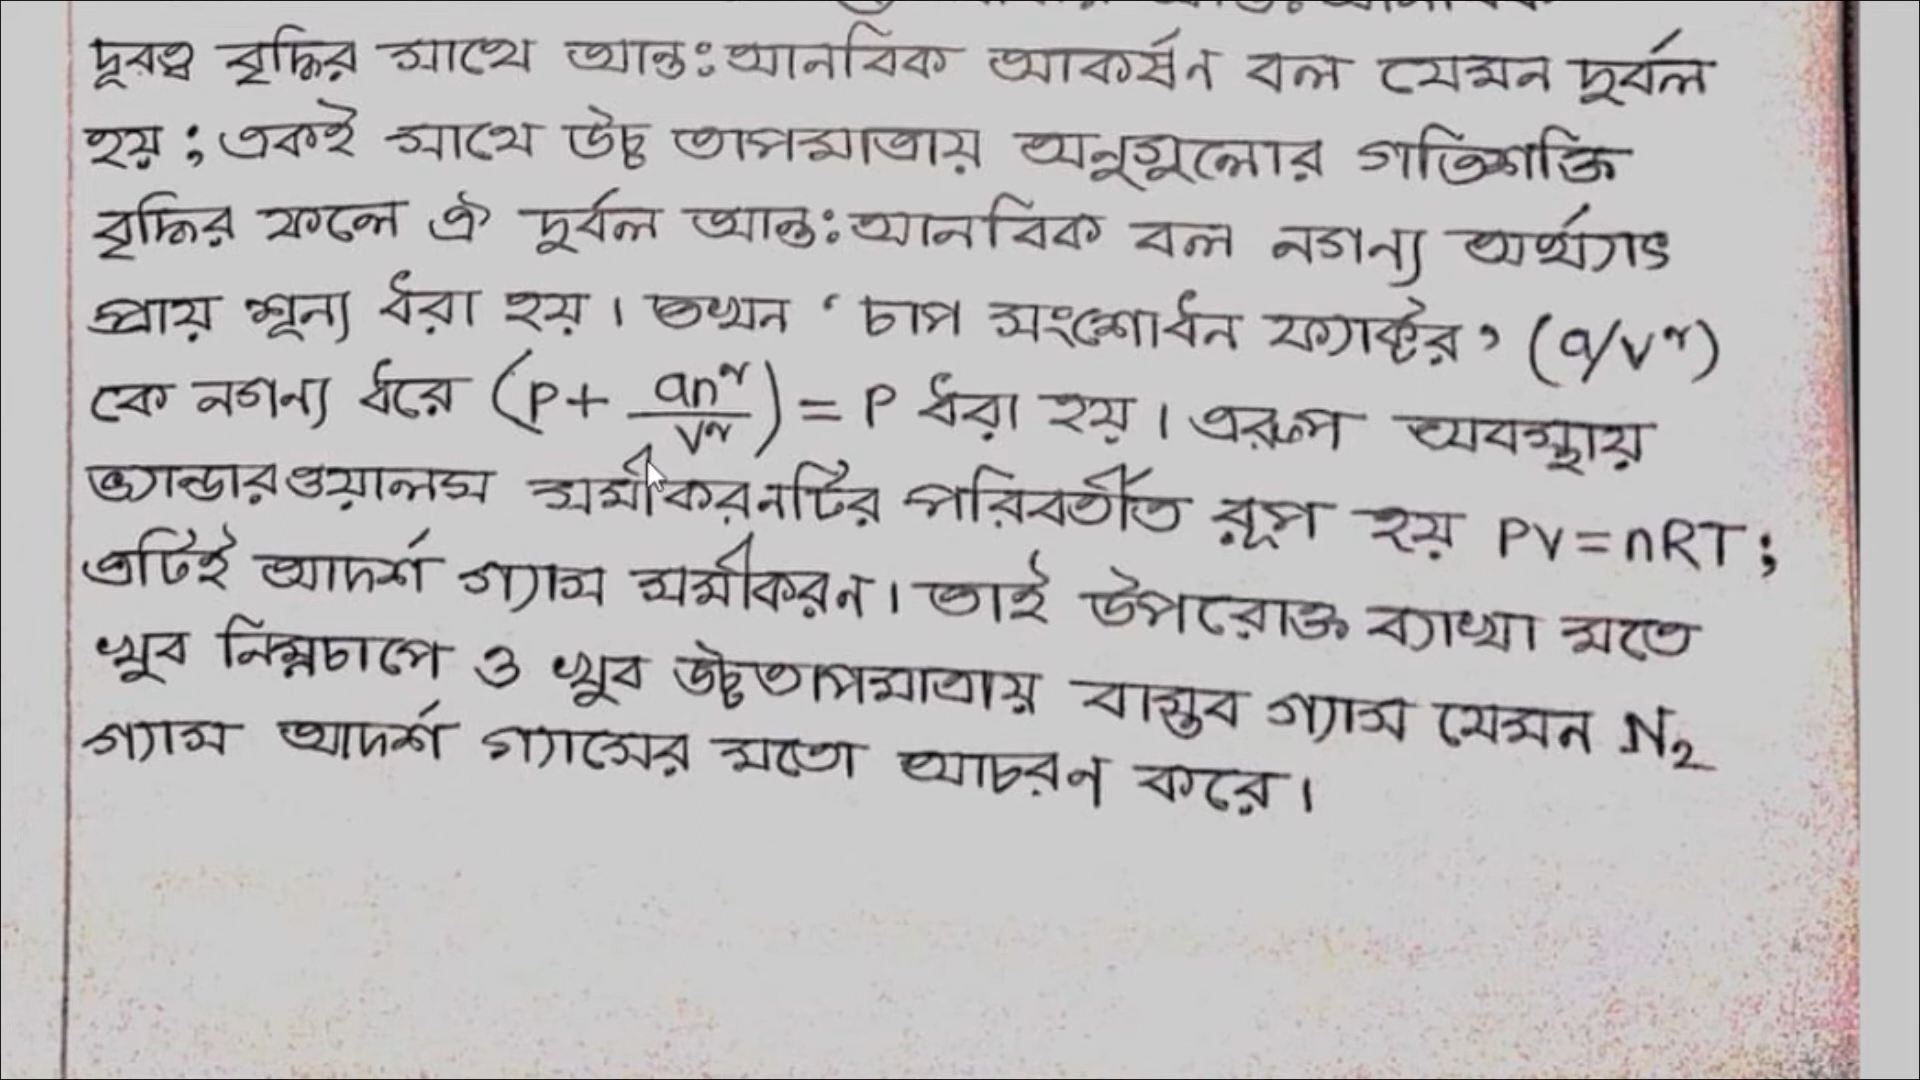 দূরত্ব বৃদ্ধির সাথে আন্ত:আনবিক আকর্ষন বল যেমন দুর্বল
হয়; একই সাথে উচ্চ তাপমাত্রায় অনুগুলোর গতিশক্তি
বৃদ্ধির ফলে ঐ দুর্বল আন্ত:আনবিক বল নগন্য অর্থ্যাৎ
প্রায় শূন্য ধরা হয়। তখন ‘চাপ সংশোধন ফ্যাক্টর’ (a/V²)
কে নগন্য ধরে (P + an²/V²) = P ধরা হয়। এরুপ অবস্থায়
ভ্যান্ডারওয়ালস সমীকরনটির পরিবর্তীত রূপ হয় PV=nRT;
এটিই আদর্শ গ্যাস সমীকরন। তাই উপরোক্ত ব্যাখা মতে
খুব নিম্নচাপে ও খুব উচ্চতাপমাত্রায় বাস্তব গ্যাস যেমন N₂
গ্যাস আদর্শ গ্যাসের মতো আচরণ করে।